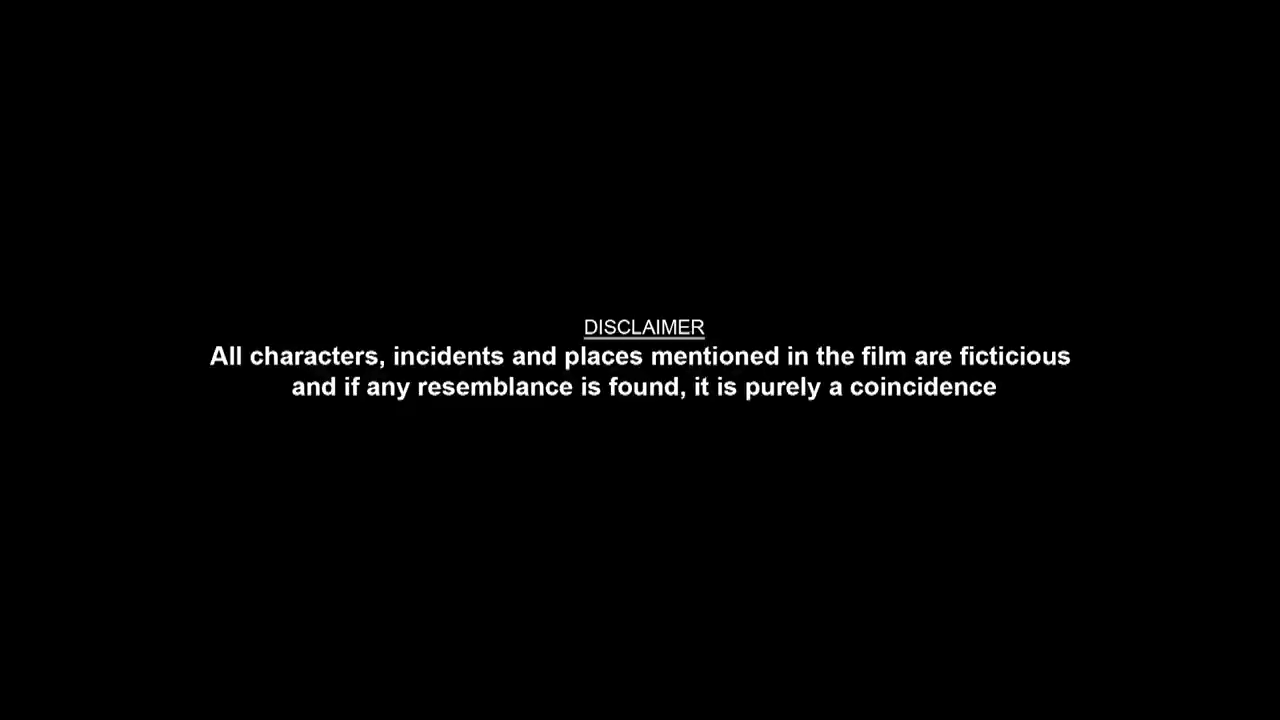 DISCLAIMER
All characters, incidents and places mentioned in the film are ficticious
and if any resemblance is found, it is purely a coincidence